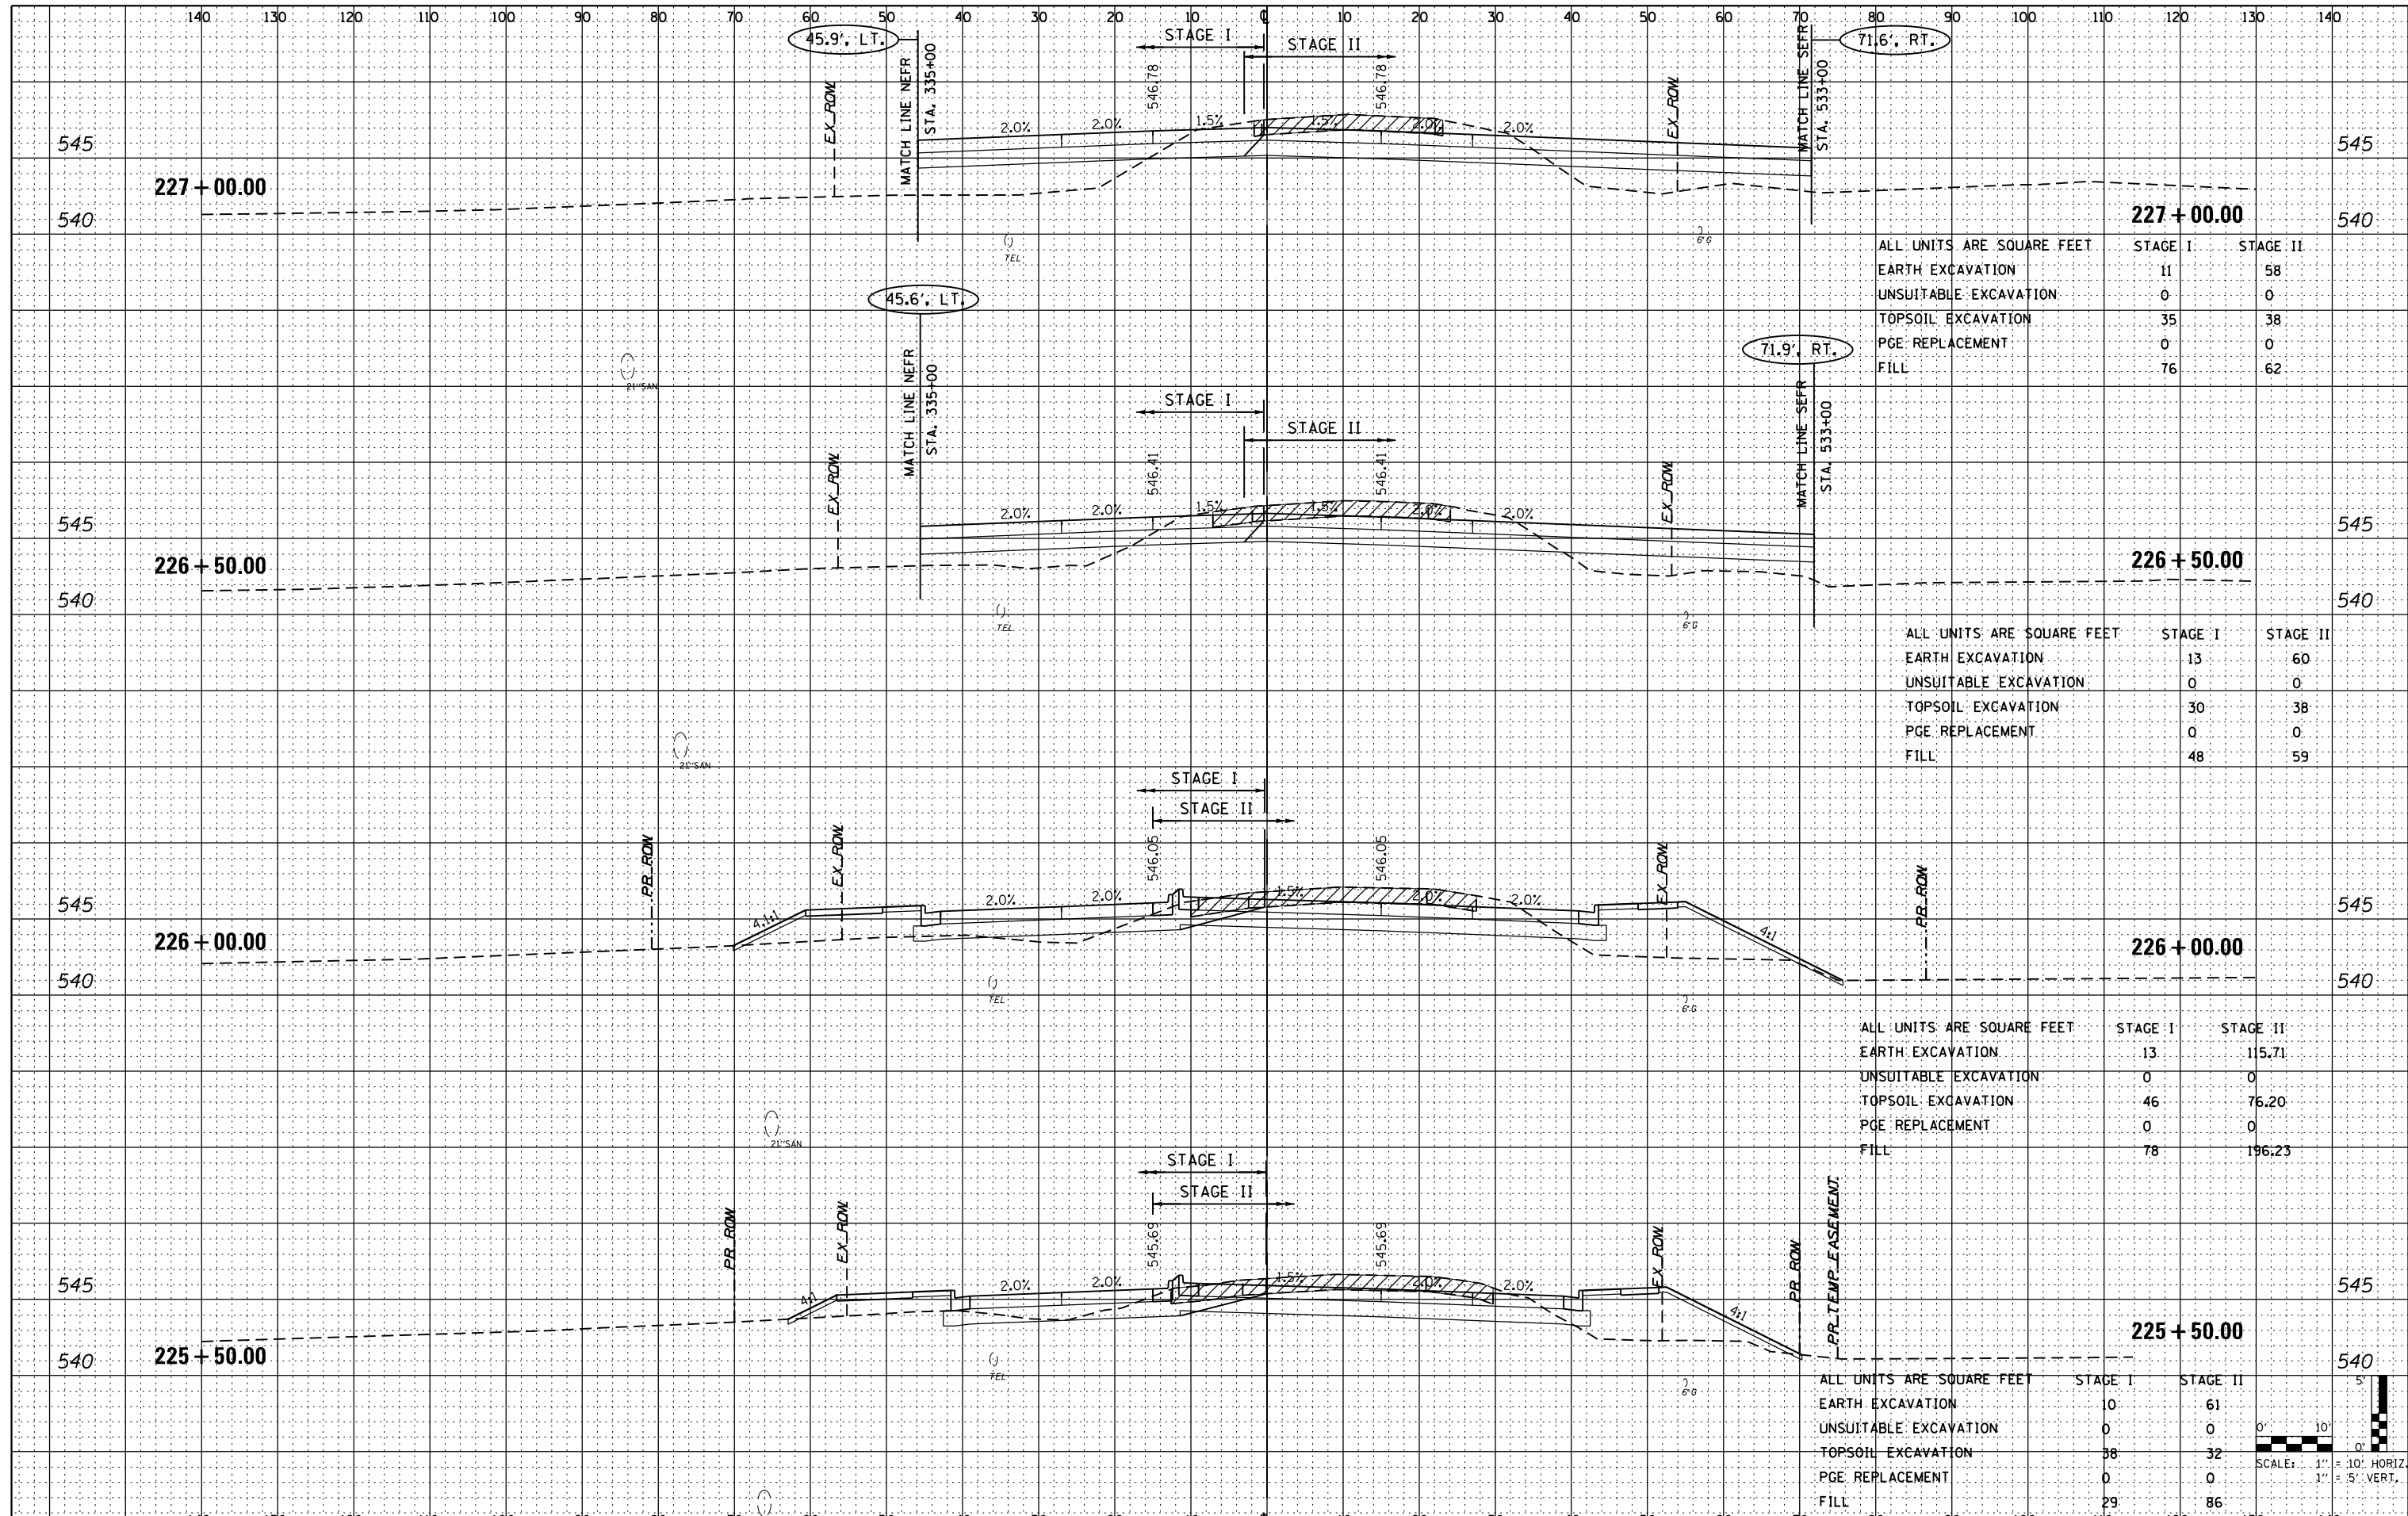 140 130 120 110 100 90 80 70 60 50 40 30 20 10 ℄ 10 20 30 40 50 60 70 80 90 100 110 120 130 140
45.9', LT.
STAGE I
STAGE II
71.6', RT.
MATCH LINE NEFR
STA. 335+00
EX_ROW
546.78
546.78
EX_ROW
MATCH LINE SEFR
STA. 533+00
2.0% 2.0% 1.5% 1.5% 2.0% 2.0%
545 545
227+00.00
540 540
227+00.00
TEL
6"G
ALL UNITS ARE SQUARE FEET STAGE I STAGE II
EARTH EXCAVATION 11 58
UNSUITABLE EXCAVATION 0 0
TOPSOIL EXCAVATION 35 38
PGE REPLACEMENT 0 0
FILL 76 62
45.6', LT.
71.9', RT.
21"SAN
MATCH LINE NEFR
STA. 335+00
STAGE I
STAGE II
EX_ROW
546.41
546.41
EX_ROW
MATCH LINE SEFR
STA. 533+00
2.0% 2.0% 1.5% 1.5% 2.0% 2.0%
545 545
226+50.00 226+50.00
540 540
TEL
6"G
ALL UNITS ARE SQUARE FEET STAGE I STAGE II
EARTH EXCAVATION 13 60
UNSUITABLE EXCAVATION 0 0
TOPSOIL EXCAVATION 30 38
PGE REPLACEMENT 0 0
FILL 48 59
21"SAN
STAGE I
STAGE II
PR_ROW
EX_ROW
546.05
546.05
EX_ROW
PR_ROW
4.1:1 2.0% 2.0% 1.5% 2.0% 2.0% 4:1
545 545
226+00.00 226+00.00
540 540
TEL
6"G
ALL UNITS ARE SQUARE FEET STAGE I STAGE II
EARTH EXCAVATION 13 115.71
UNSUITABLE EXCAVATION 0 0
TOPSOIL EXCAVATION 46 76.20
PGE REPLACEMENT 0 0
FILL 78 196.23
21"SAN
STAGE I
STAGE II
PR_ROW
EX_ROW
545.69
545.69
EX_ROW
PR_ROW
PR_TEMP_EASEMENT
4:1 2.0% 2.0% 1.5% 2.0% 2.0% 4:1
545 545
225+50.00 225+50.00
540 540
TEL
6"G
ALL UNITS ARE SQUARE FEET STAGE I STAGE II
EARTH EXCAVATION 10 61
UNSUITABLE EXCAVATION 0 0
TOPSOIL EXCAVATION 38 32
PGE REPLACEMENT 0 0
FILL 29 86
5'
0' 10'
0'
SCALE: 1" = 10' HORIZ.
1" = 5' VERT.